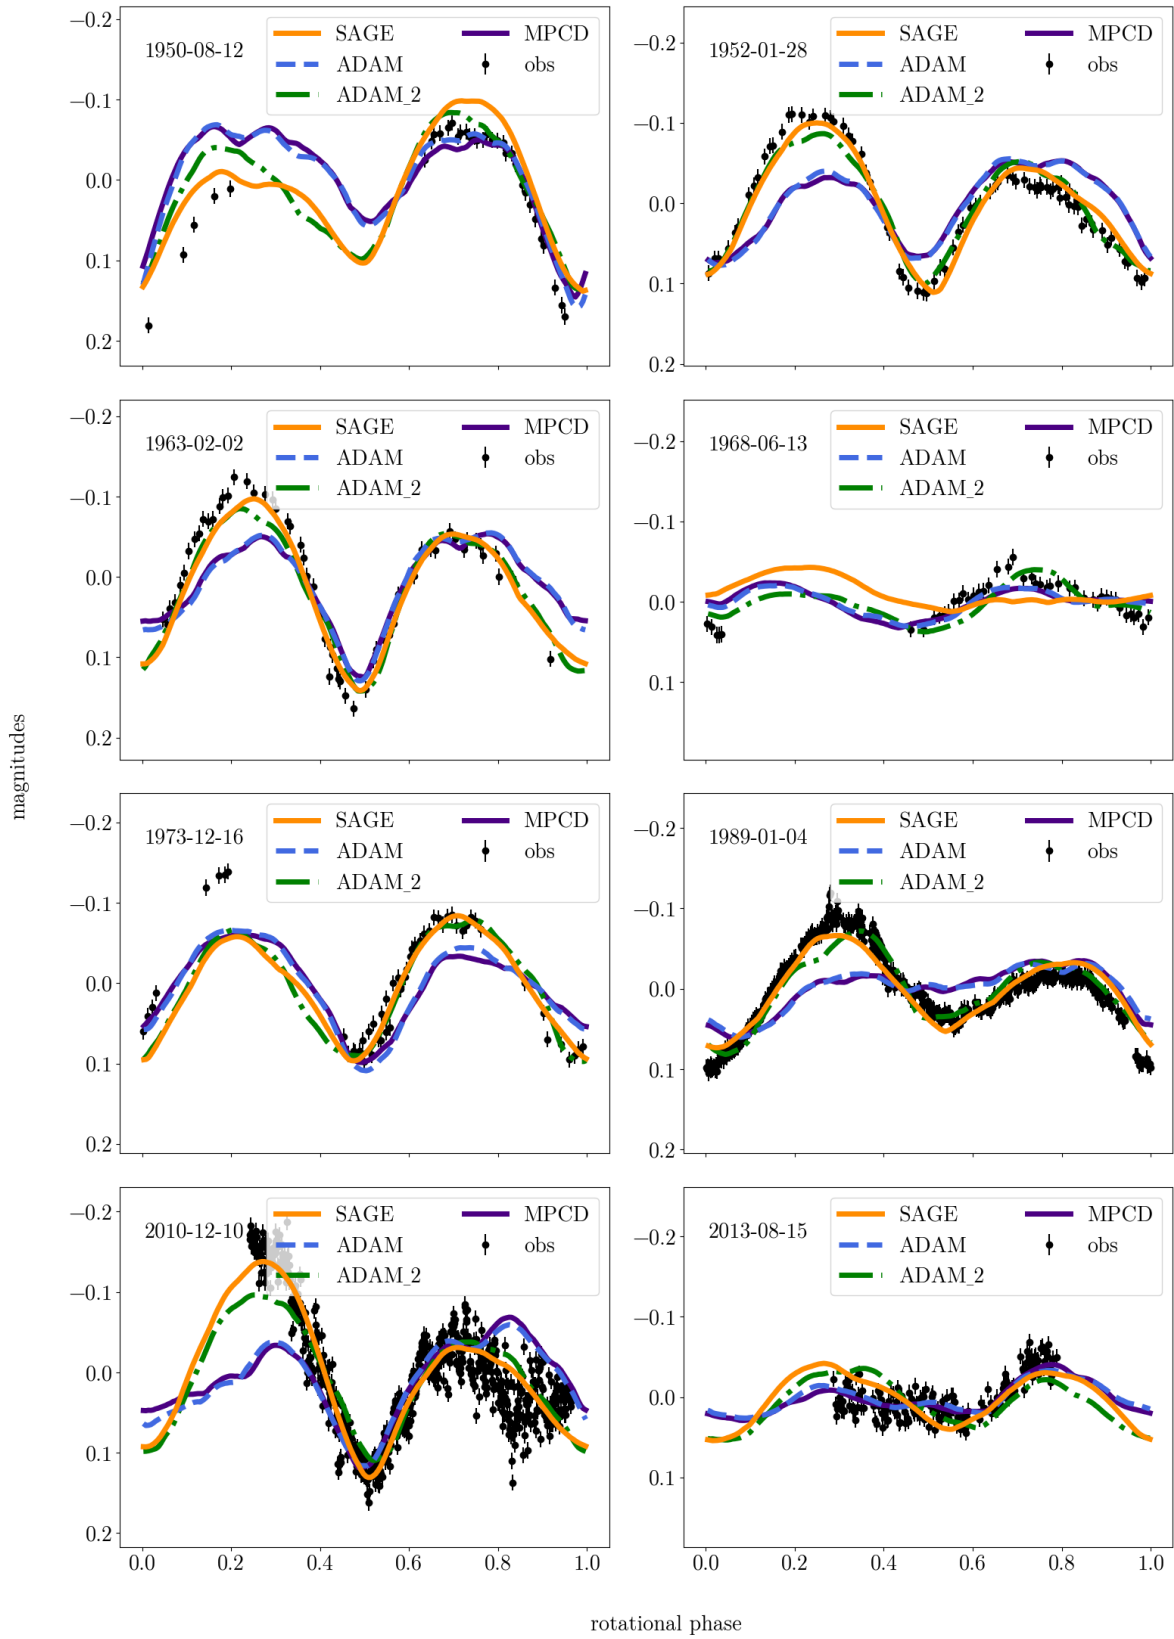 magnitudes
1950-08-12
SAGE
ADAM
ADAM_2
MPCD
obs
−0.2
−0.1
0.0
0.1
0.2
1952-01-28
SAGE
ADAM
ADAM_2
MPCD
obs
−0.2
−0.1
0.0
0.1
0.2
1963-02-02
SAGE
ADAM
ADAM_2
MPCD
obs
−0.2
−0.1
0.0
0.1
0.2
1968-06-13
SAGE
ADAM
ADAM_2
MPCD
obs
−0.2
−0.1
0.0
0.1
1973-12-16
SAGE
ADAM
ADAM_2
MPCD
obs
−0.2
−0.1
0.0
0.1
0.2
1989-01-04
SAGE
ADAM
ADAM_2
MPCD
obs
−0.2
−0.1
0.0
0.1
0.2
2010-12-10
SAGE
ADAM
ADAM_2
MPCD
obs
−0.2
−0.1
0.0
0.1
0.2
0.0 0.2 0.4 0.6 0.8 1.0
2013-08-15
SAGE
ADAM
ADAM_2
MPCD
obs
−0.2
−0.1
0.0
0.1
0.0 0.2 0.4 0.6 0.8 1.0
rotational phase